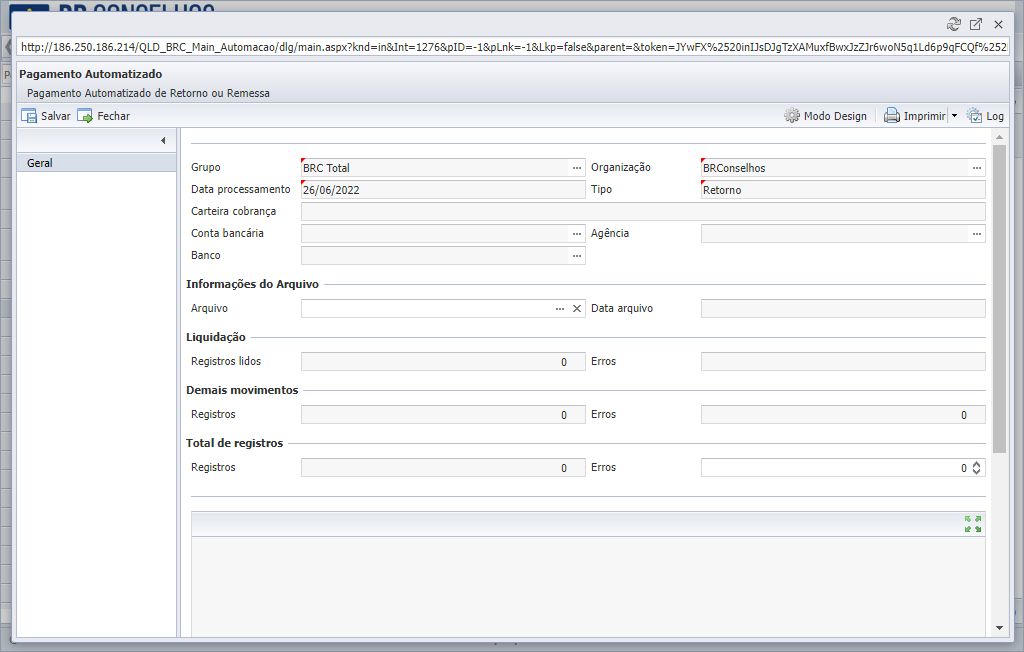 http://186.250.186.214/QLD_BRC_Main_Automacao/dlg/main.aspx?knd=in&Int=1276&pID=-1&pLnk=-1&Lkp=false&parent=&token=JYwFX%2520inIJsDJgTzXAMuxfBwxJzZJr6woN5q1Ld6p9qFCQf%252
Pagamento Automatizado
Pagamento Automatizado de Retorno ou Remessa
Salvar Fechar Modo Design Imprimir Log
Geral
Grupo BRC Total ... Organização BRConselhos ...
Data processamento 26/06/2022 Tipo Retorno
Carteira cobrança
Conta bancária ... Agência ...
Banco ...
Informações do Arquivo
Arquivo ... Data arquivo
Liquidação
Registros lidos 0 Erros
Demais movimentos
Registros 0 Erros 0
Total de registros
Registros 0 Erros 0